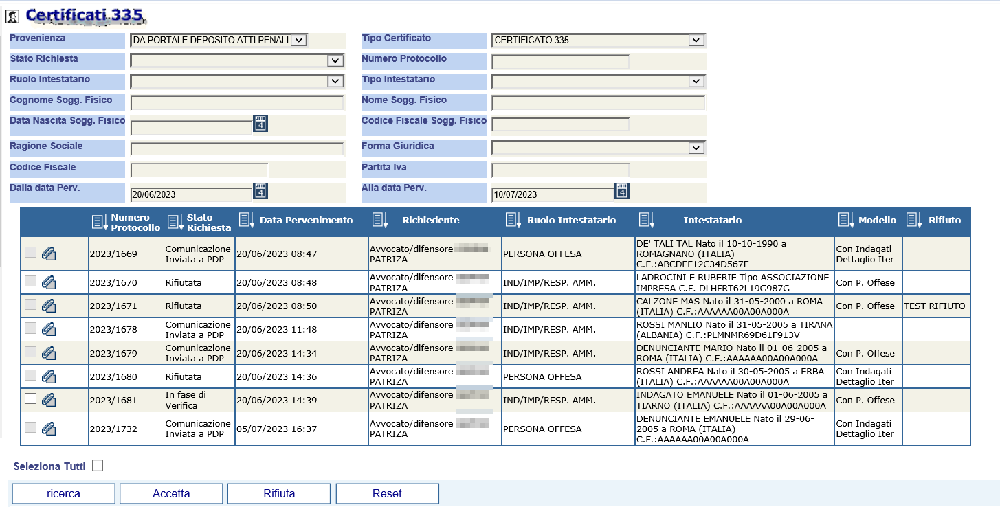 Certificati 335
Provenienza DA PORTALE DEPOSITO ATTI PENALI Tipo Certificato CERTIFICATO 335
Stato Richiesta Numero Protocollo
Ruolo Intestatario Tipo Intestatario
Cognome Sogg. Fisico Nome Sogg. Fisico
Data Nascita Sogg. Fisico 4 Codice Fiscale Sogg. Fisico
Ragione Sociale Forma Giuridica
Codice Fiscale Partita Iva
Dalla data Perv. 20/06/2023 4 Alla data Perv. 10/07/2023 4
Numero Protocollo Stato Richiesta Data Pervenimento Richiedente Ruolo Intestatario Intestatario Modello Rifiuto
2023/1669 Comunicazione Inviata a PDP 20/06/2023 08:47 Avvocato/difensore PATRIZA PERSONA OFFESA DE' TALI TAL Nato il 10-10-1990 a ROMAGNANO (ITALIA) C.F.:ABCDEF12C34D567E Con Indagati Dettaglio Iter
2023/1670 Rifiutata 20/06/2023 08:48 Avvocato/difensore PATRIZA IND/IMP/RESP. AMM. LADROCINI E RUBERIE Tipo ASSOCIAZIONE IMPRESA C.F. DLHFRT62L19G987G Con P. Offese
2023/1671 Rifiutata 20/06/2023 08:50 Avvocato/difensore PATRIZA IND/IMP/RESP. AMM. CALZONE MAS Nato il 31-05-2000 a ROMA (ITALIA) C.F.:AAAAAA00A00A000A Con P. Offese TEST RIFIUTO
2023/1678 Comunicazione Inviata a PDP 20/06/2023 11:48 Avvocato/difensore PATRIZA IND/IMP/RESP. AMM. ROSSI MANLIO Nato il 31-05-2005 a TIRANA (ALBANIA) C.F.:PLMNMR69D61F913V
2023/1679 Comunicazione Inviata a PDP 20/06/2023 14:34 Avvocato/difensore PATRIZA IND/IMP/RESP. AMM. DENUNCIANTE MARIO Nato il 01-06-2005 a ROMA (ITALIA) C.F.:AAAAAA00A00A000A Con P. Offese
2023/1680 Rifiutata 20/06/2023 14:36 Avvocato/difensore PATRIZA PERSONA OFFESA ROSSI ANDREA Nato il 30-05-2005 a ERBA (ITALIA) C.F.:AAAAAA00A00A000A Con Indagati Dettaglio Iter
2023/1681 In fase di Verifica 20/06/2023 14:39 Avvocato/difensore PATRIZA IND/IMP/RESP. AMM. INDAGATO EMANUELE Nato il 01-06-2005 a TIARNO (ITALIA) C.F.:AAAAAA00A00A000A Con P. Offese
2023/1732 Comunicazione Inviata a PDP 05/07/2023 16:37 Avvocato/difensore PATRIZA PERSONA OFFESA DENUNCIANTE EMANUELE Nato il 29-06-2005 a ROMA (ITALIA) C.F.:AAAAAA00A00A000A Con Indagati Dettaglio Iter
Seleziona Tutti
ricerca Accetta Rifiuta Reset